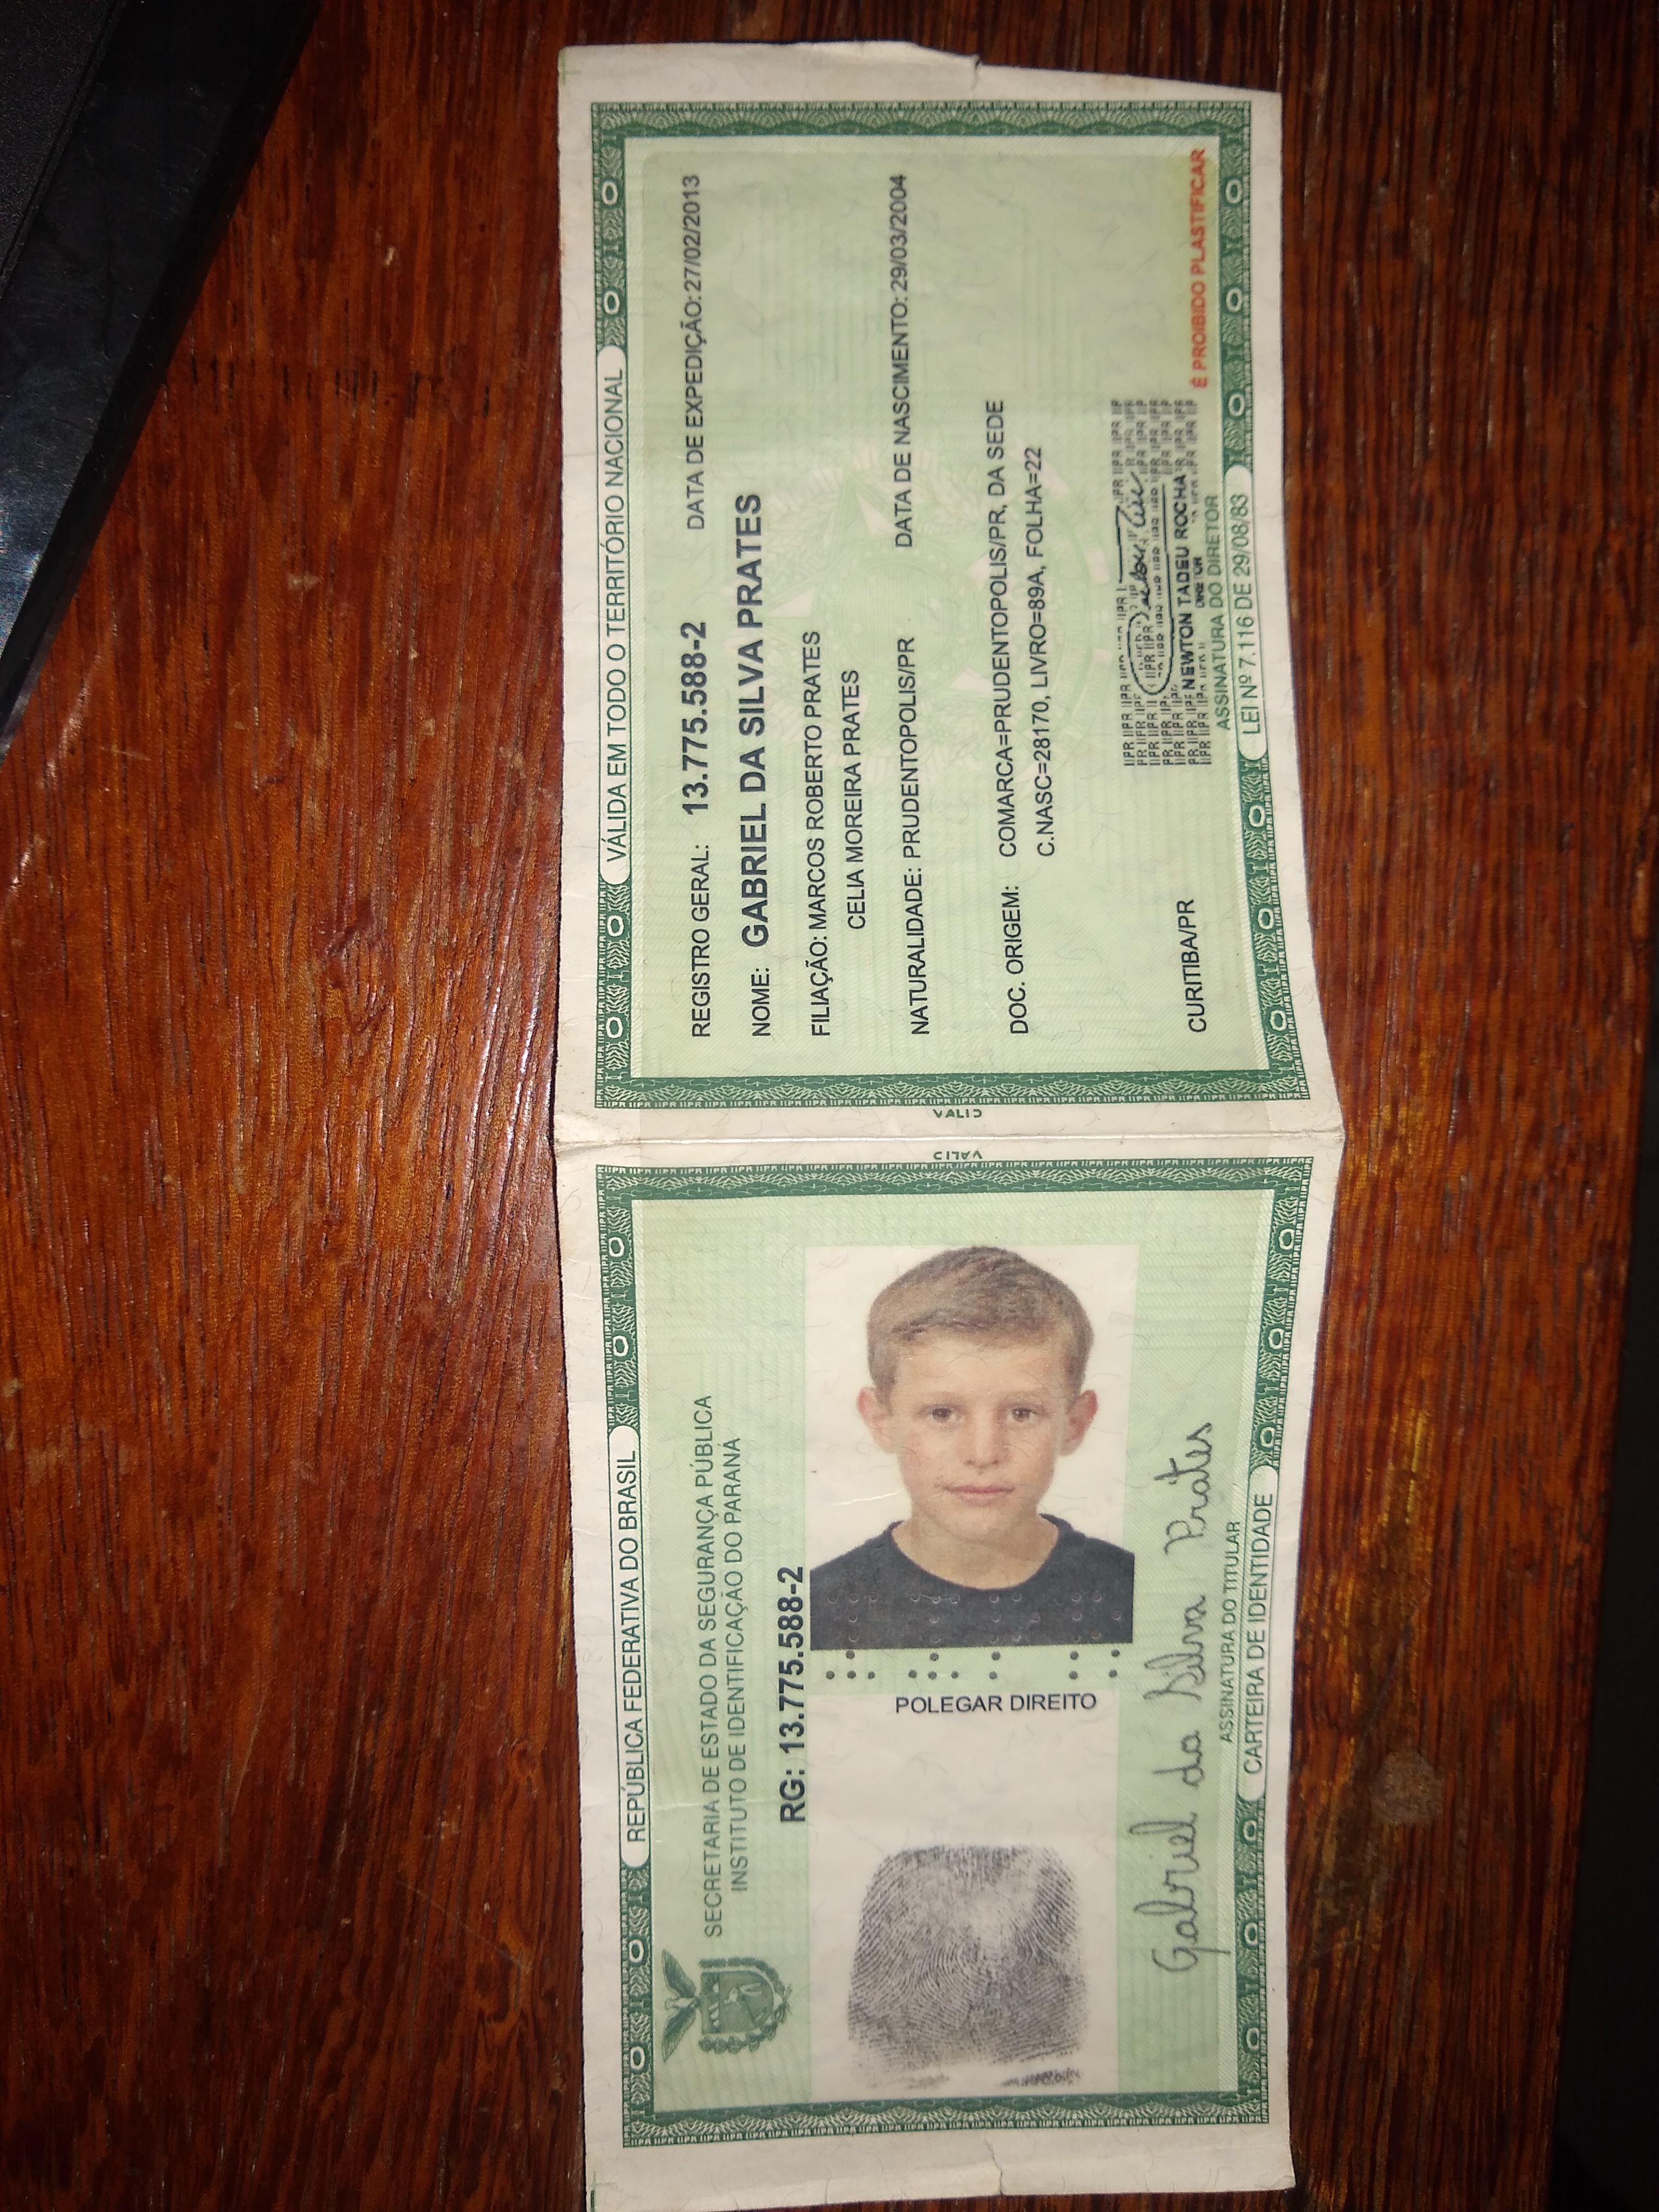 REPÚBLICA FEDERATIVA DO BRASIL
SECRETARIA DE ESTADO DA SEGURANÇA PÚBLICA
INSTITUTO DE IDENTIFICAÇÃO DO PARANÁ
RG: 13.775.588-2
POLEGAR DIREITO
Gabriel da Silva Prates
ASSINATURA DO TITULAR
CARTEIRA DE IDENTIDADE
VÁLIDA EM TODO O TERRITÓRIO NACIONAL
REGISTRO GERAL: 13.775.588-2 DATA DE EXPEDIÇÃO: 27/02/2013
NOME: GABRIEL DA SILVA PRATES
FILIAÇÃO: MARCOS ROBERTO PRATES
CELIA MOREIRA PRATES
NATURALIDADE: PRUDENTOPOLIS/PR DATA DE NASCIMENTO: 29/03/2004
DOC. ORIGEM: COMARCA=PRUDENTOPOLIS/PR, DA SEDE
C.NASC=28170, LIVRO=89A, FOLHA=22
CURITIBA/PR
NEWTON TADEU ROCHA
DIRETOR
É PROIBIDO PLASTIFICAR
ASSINATURA DO DIRETOR
LEI Nº 7.116 DE 29/08/83